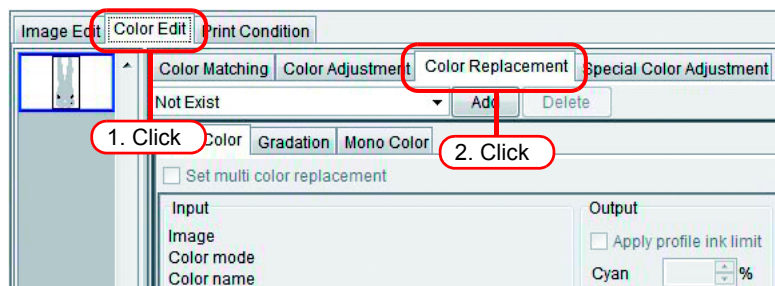 Image Edit Color Edit Print Condition
Color Matching Color Adjustment Color Replacement Special Color Adjustment
Not Exist Add Delete
1. Click Color Gradation Mono Color 2. Click
Set multi color replacement
Input Output
Image Apply profile ink limit
Color mode
Color name Cyan %